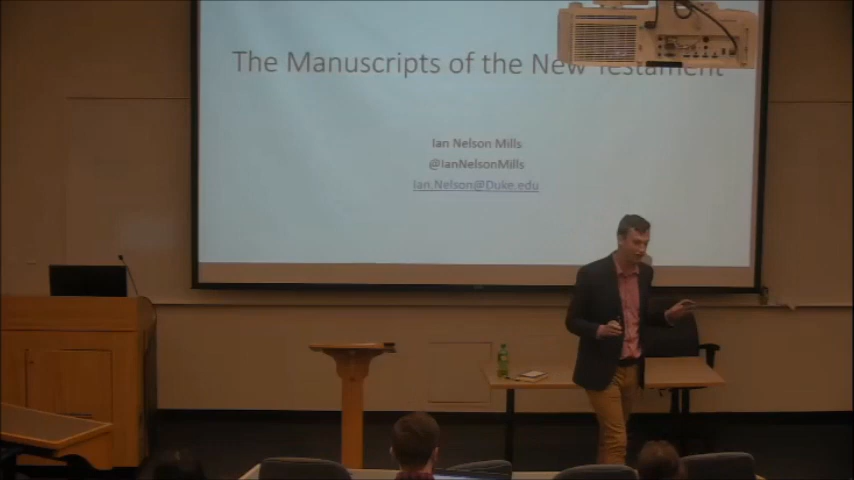 The Manuscripts of the New Testament
Ian Nelson Mills
@IanNelsonMills
Ian.Nelson@Duke.edu